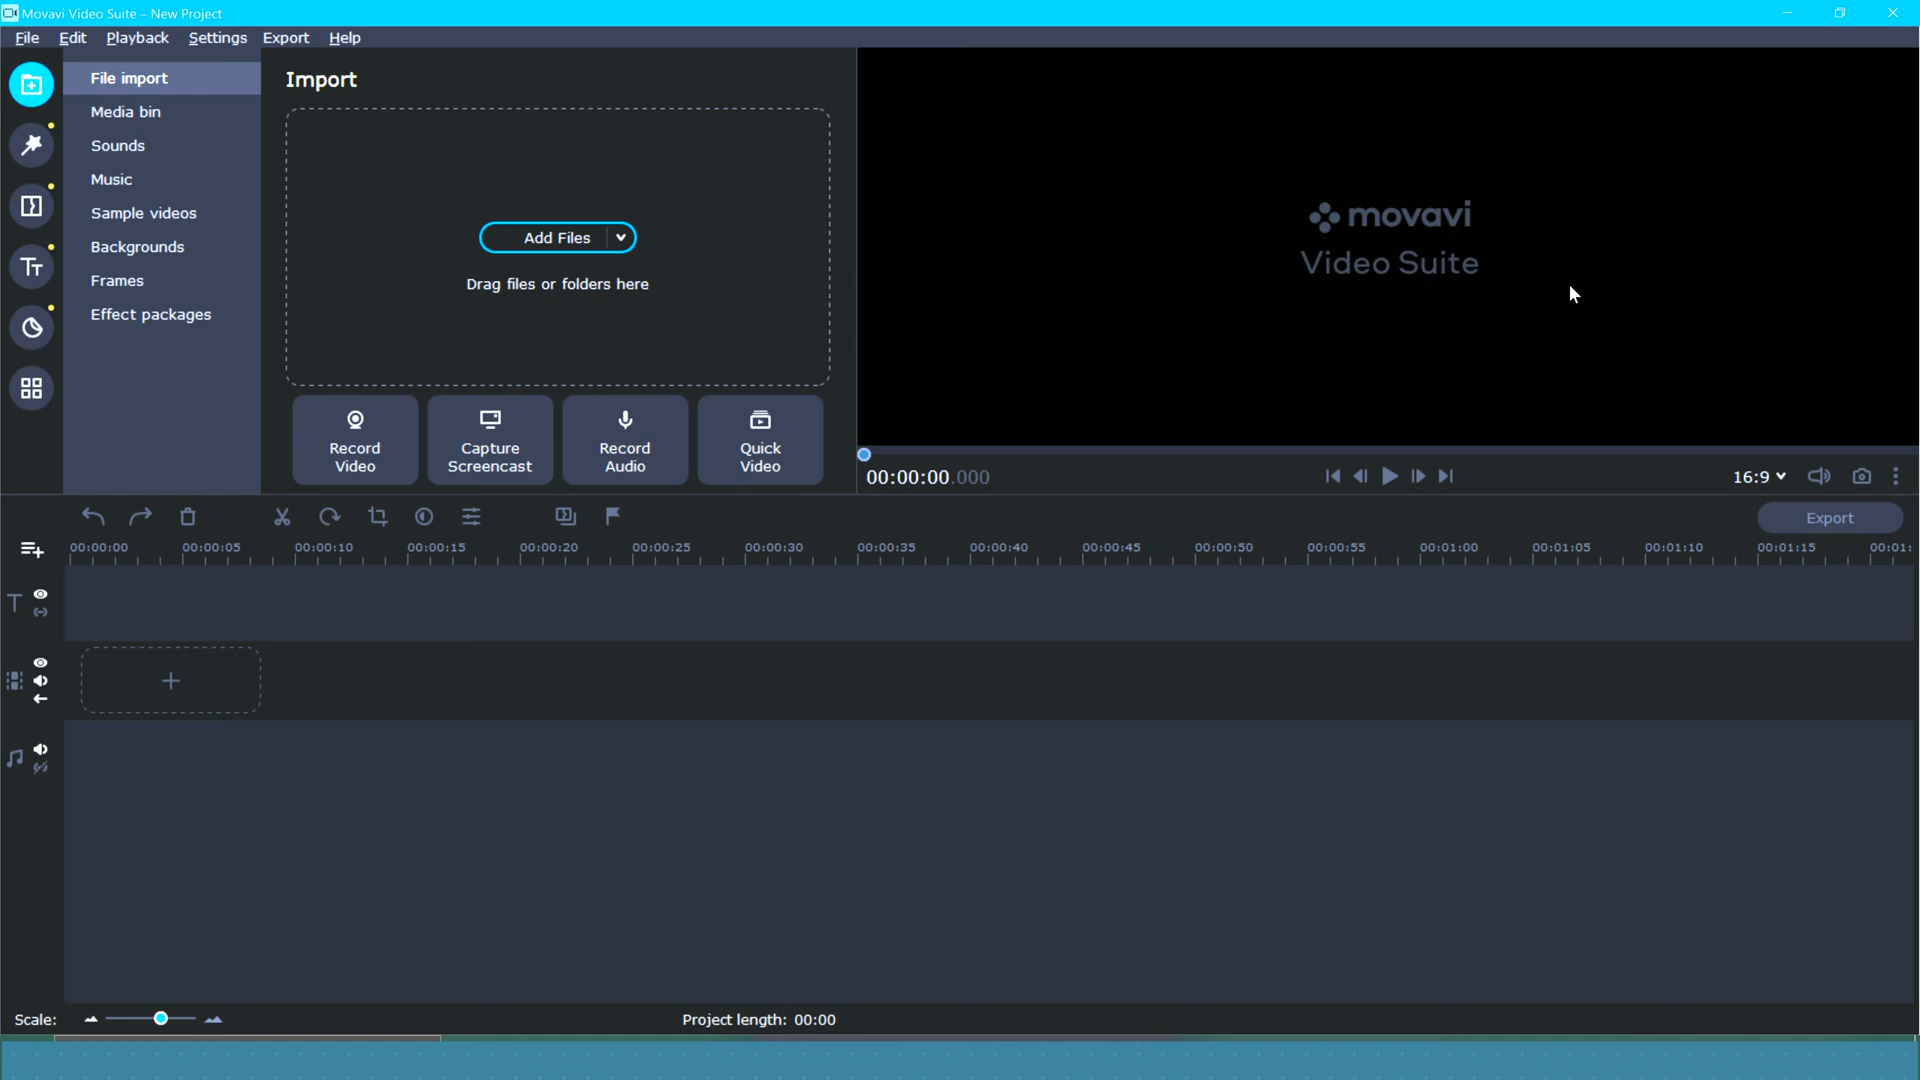 Movavi Video Suite – New Project
File Edit Playback Settings Export Help
File import
Media bin
Sounds
Music
Sample videos
Backgrounds
Frames
Effect packages
Import
Add Files
Drag files or folders here
Record
Video
Capture
Screencast
Record
Audio
Quick
Video
movavi
Video Suite
00:00:00.000
16:9
Export
00:00:00 00:00:05 00:00:10 00:00:15 00:00:20 00:00:25 00:00:30 00:00:35 00:00:40 00:00:45 00:00:50 00:00:55 00:01:00 00:01:05 00:01:10 00:01:15 00:01:
Scale:
Project length: 00:00